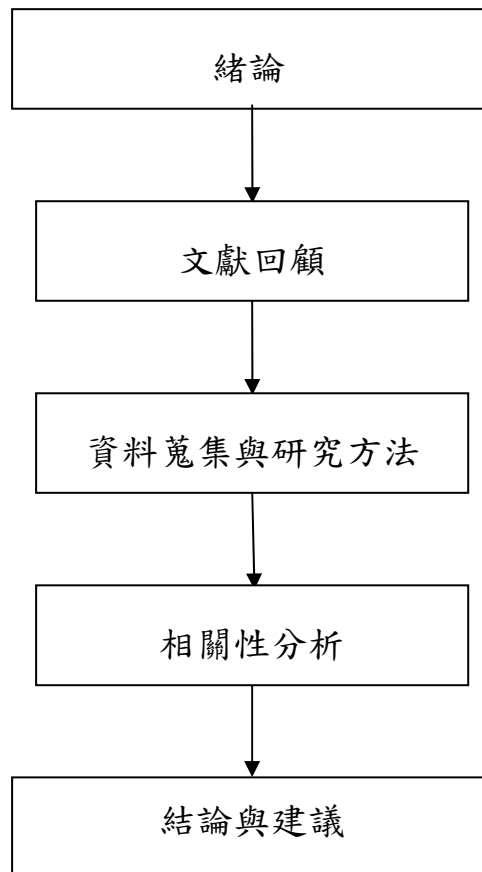 緒論
文獻回顧
資料蒐集與研究方法
相關性分析
結論與建議